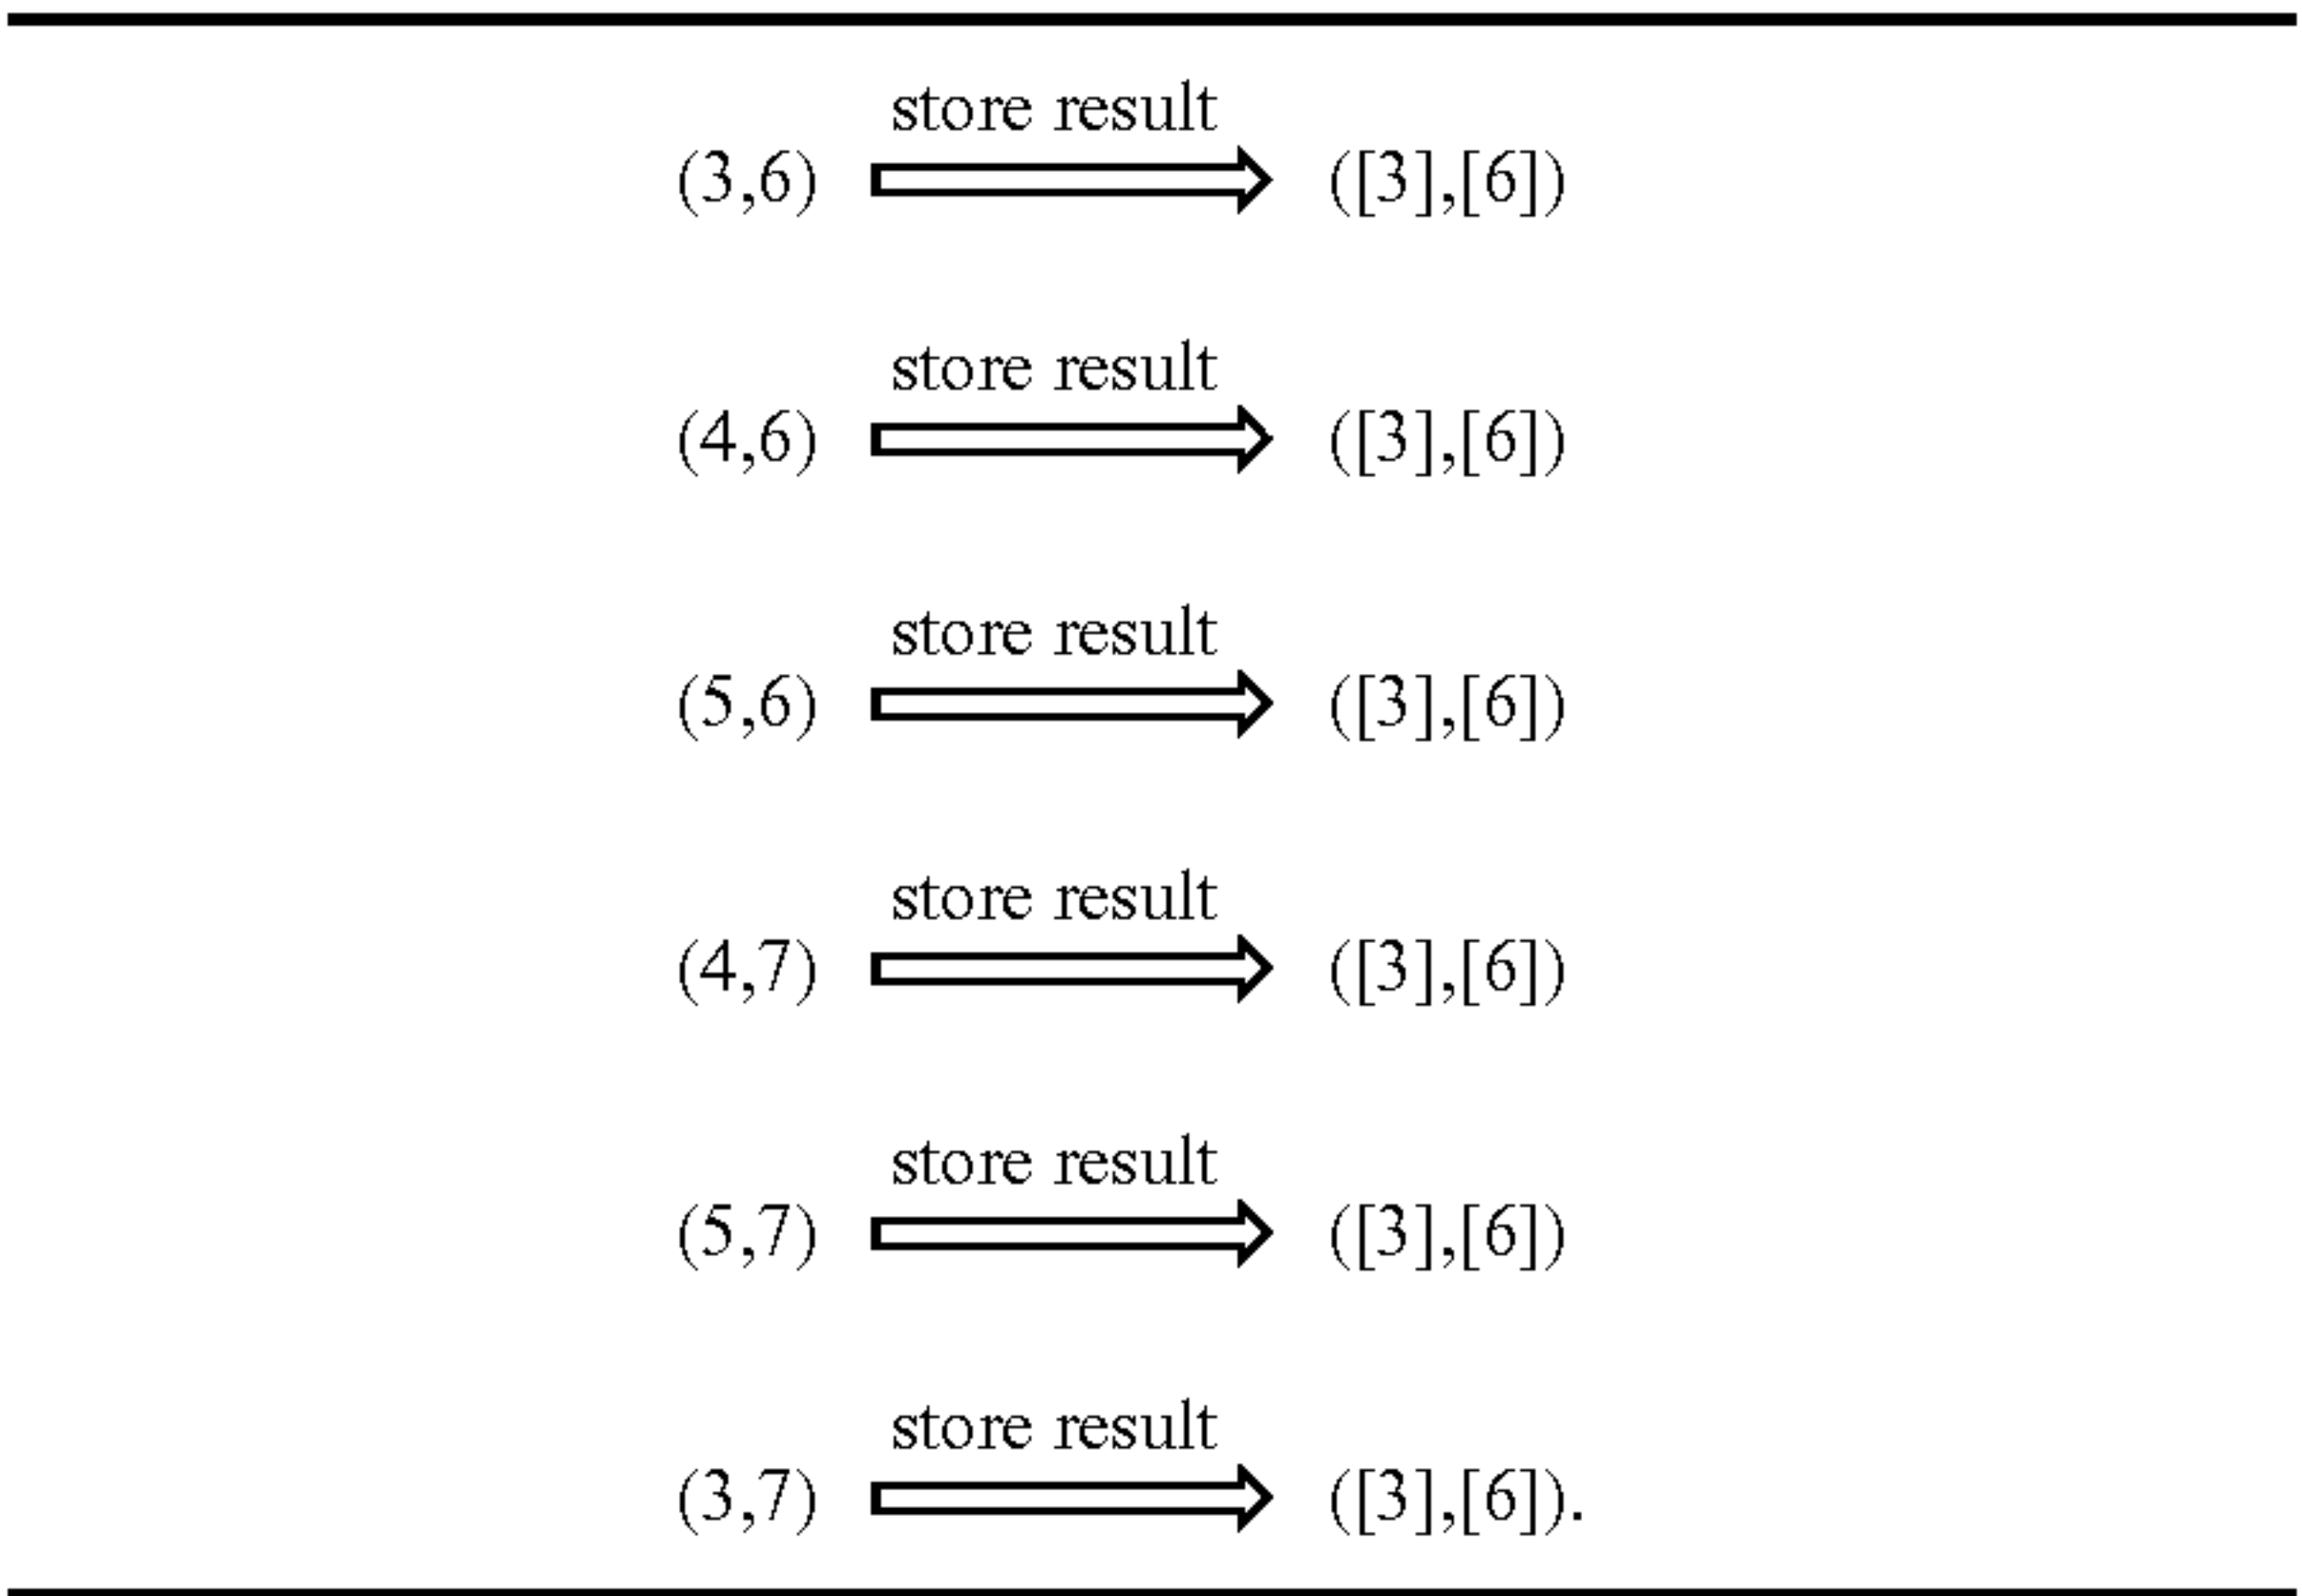 store result
(3,6) ([3],[6])
store result
(4,6) ([3],[6])
store result
(5,6) ([3],[6])
store result
(4,7) ([3],[6])
store result
(5,7) ([3],[6])
store result
(3,7) ([3],[6]).